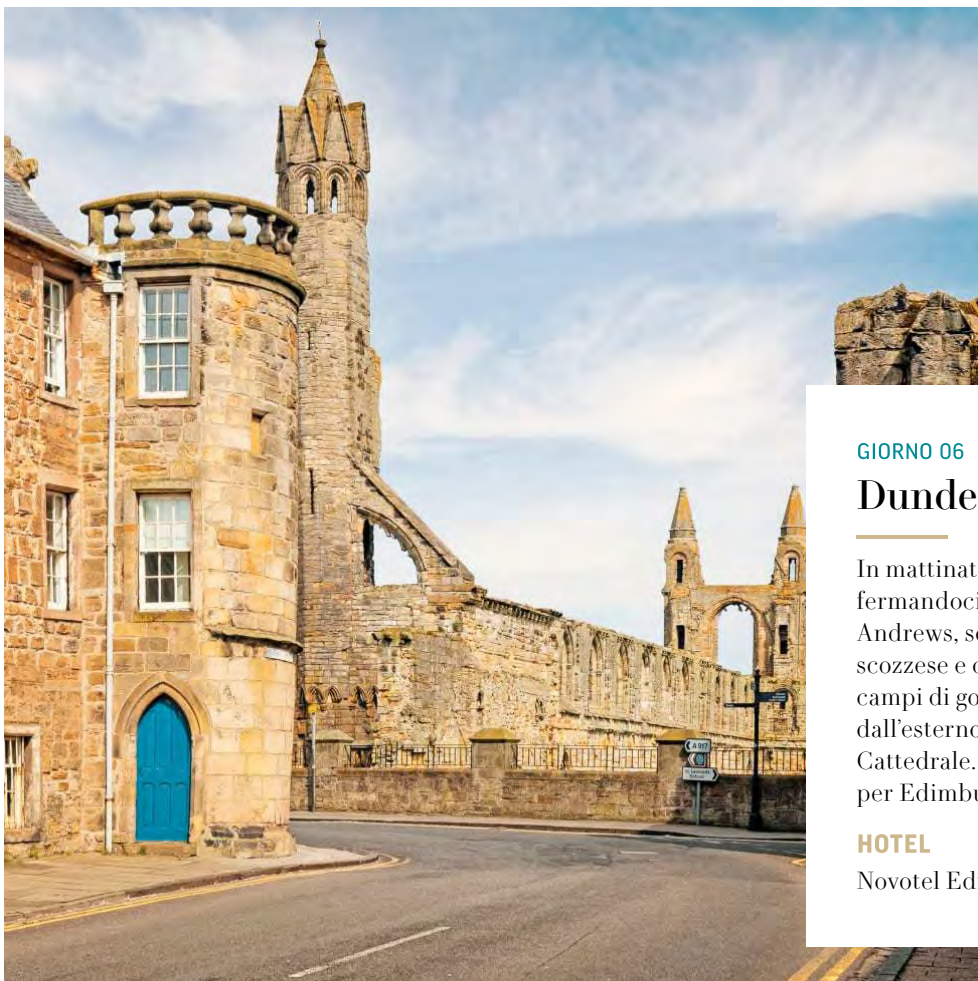 GIORNO 06
Dunde
In mattinat
fermandoci
Andrews, s
scozzese e
campi di go
dall'esterno
Cattedrale.
per Edimbu
HOTEL
Novotel Ed
A 917